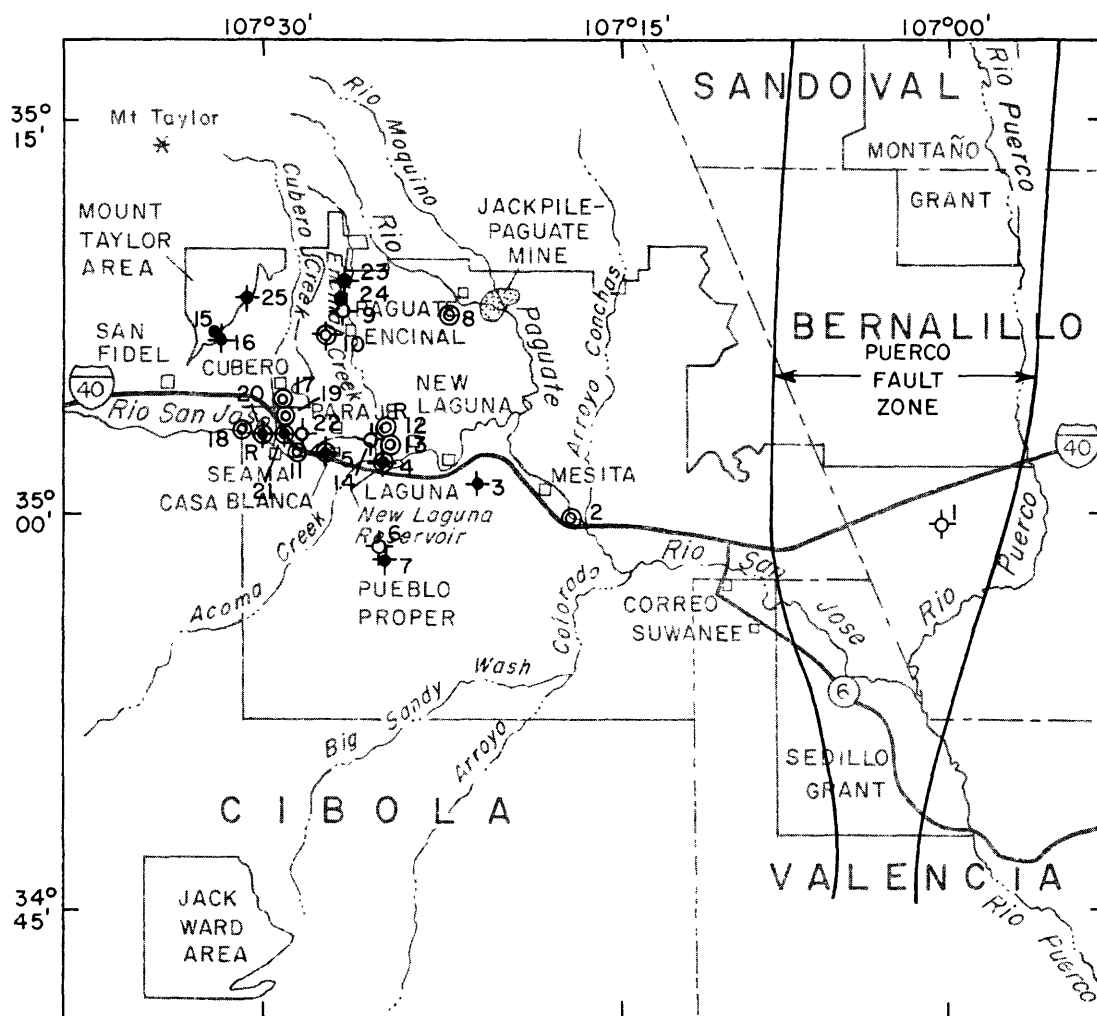 107°30'
107°15'
107°00'
35°
15'
Mt Taylor
Rio Moquino
SANDOVAL
Rio Puerco
MONTAÑO
GRANT
Cubero Creek
Rio
Paguate
JACKPILE-
PAGUATE
MINE
MOUNT
TAYLOR
AREA
Encinal Creek
Arroyo Conchas
23
24
25
9
PAGUATE
ENCINAL
8
10
15
16
SAN
FIDEL
CUBERO
BERNALILLO
PUERCO
FAULT
ZONE
40
Rio San Jose
20
17
19
PARAJE
R
12
NEW
LAGUNA
18
22
13
R
11
5
14
4
SEAMA
21
CASA BLANCA
LAGUNA
3
MESITA
2
40
35°
00'
New Laguna
Reservoir
1
Acoma Creek
6
7
PUEBLO
PROPER
Colorado
Arroyo
Rio San Jose
Rio Puerco
CORREO
SUWANEE
6
Big Sandy Wash
SEDILLO
GRANT
CIBOLA
VALENCIA
34°
45'
JACK
WARD
AREA
Rio Puerco